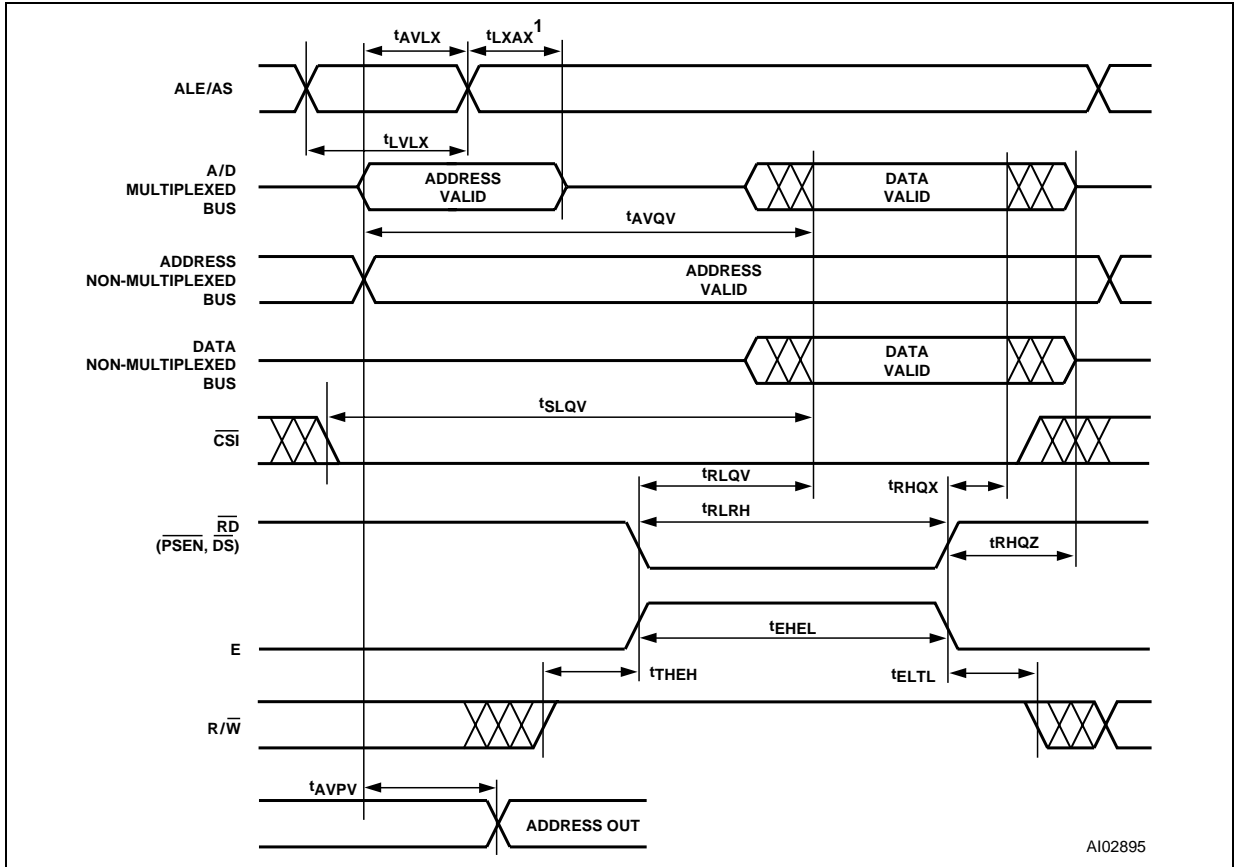 tAVLX tLXAX 1
ALE/AS
tLVLX
A/D
MULTIPLEXED
BUS
ADDRESS
VALID
DATA
VALID
tAVQV
ADDRESS
NON-MULTIPLEXED
BUS
ADDRESS
VALID
DATA
NON-MULTIPLEXED
BUS
DATA
VALID
tSLQV
CSI
tRLQV
tRHQX
tRLRH
RD
(PSEN, DS)
tRHQZ
tEHEL
E
tTHEH
tELTL
R/W
tAVPV
ADDRESS OUT
AI02895